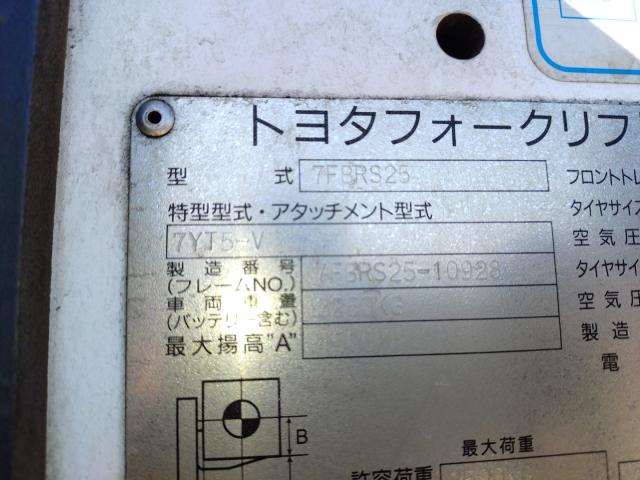 トヨタフォークリフ
型 式 7FBRS25 フロントトレ
特型型式・アタッチメント型式 タイヤサイズ
7YT5-V 空気圧
製造番号 7FBRS25-10928 タイヤサイ
(フレームNO.)
車両重量 空気圧
(バッテリー含む) 製造
最大揚高"A" 電
B
最大荷重
許容荷重